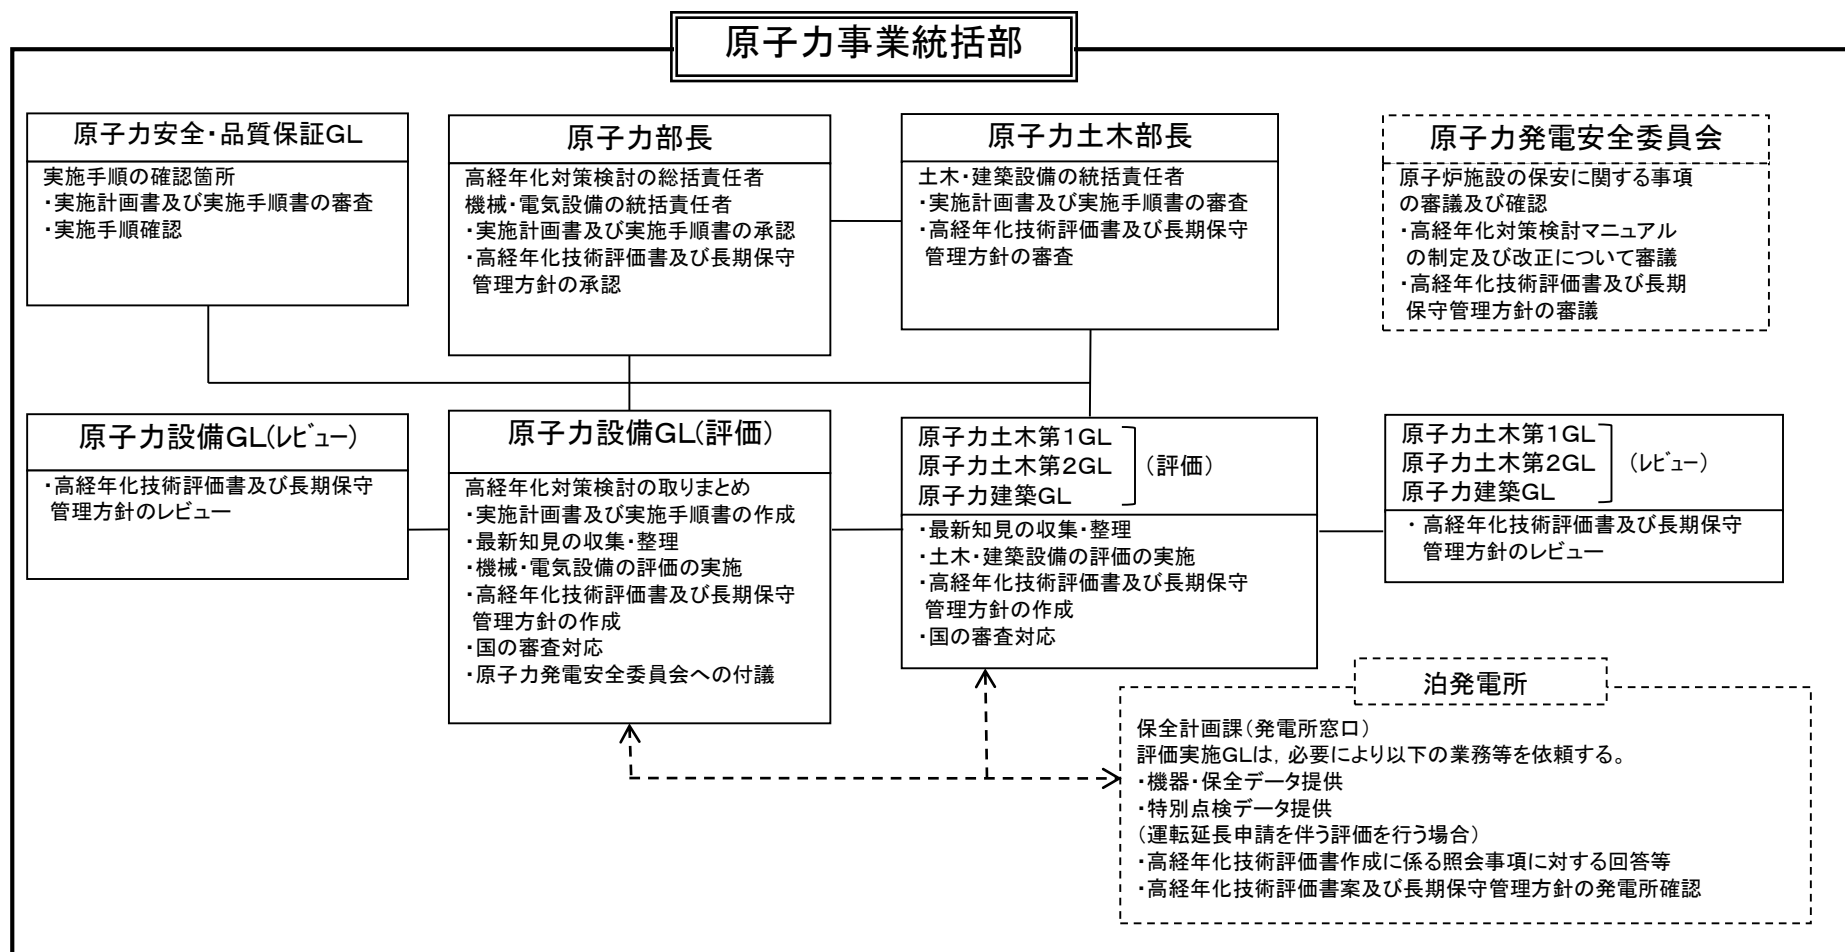 原子力事業統括部
原子力安全・品質保証GL
実施手順の確認箇所
・実施計画書及び実施手順書の審査
・実施手順確認
原子力部長
高経年化対策検討の総括責任者
機械・電気設備の統括責任者
・実施計画書及び実施手順書の承認
・高経年化技術評価書及び長期保守
管理方針の承認
原子力土木部長
土木・建築設備の統括責任者
・実施計画書及び実施手順書の審査
・高経年化技術評価書及び長期保守
管理方針の審査
原子力発電安全委員会
原子炉施設の保安に関する事項
の審議及び確認
・高経年化対策検討マニュアル
の制定及び改正について審議
・高経年化技術評価書及び長期
保守管理方針の審議
原子力設備GL(ﾚﾋﾞｭｰ)
・高経年化技術評価書及び長期保守
管理方針のレビュー
原子力設備GL(評価)
高経年化対策検討の取りまとめ
・実施計画書及び実施手順書の作成
・最新知見の収集・整理
・機械・電気設備の評価の実施
・高経年化技術評価書及び長期保守
管理方針の作成
・国の審査対応
・原子力発電安全委員会への付議
原子力土木第1GL
原子力土木第2GL (評価)
原子力建築GL
・最新知見の収集・整理
・土木・建築設備の評価の実施
・高経年化技術評価書及び長期保守
管理方針の作成
・国の審査対応
原子力土木第1GL
原子力土木第2GL (ﾚﾋﾞｭｰ)
原子力建築GL
・高経年化技術評価書及び長期保守
管理方針のレビュー
泊発電所
保全計画課(発電所窓口)
評価実施GLは，必要により以下の業務等を依頼する。
・機器・保全データ提供
・特別点検データ提供
(運転延長申請を伴う評価を行う場合)
・高経年化技術評価書作成に係る照会事項に対する回答等
・高経年化技術評価書案及び長期保守管理方針の発電所確認